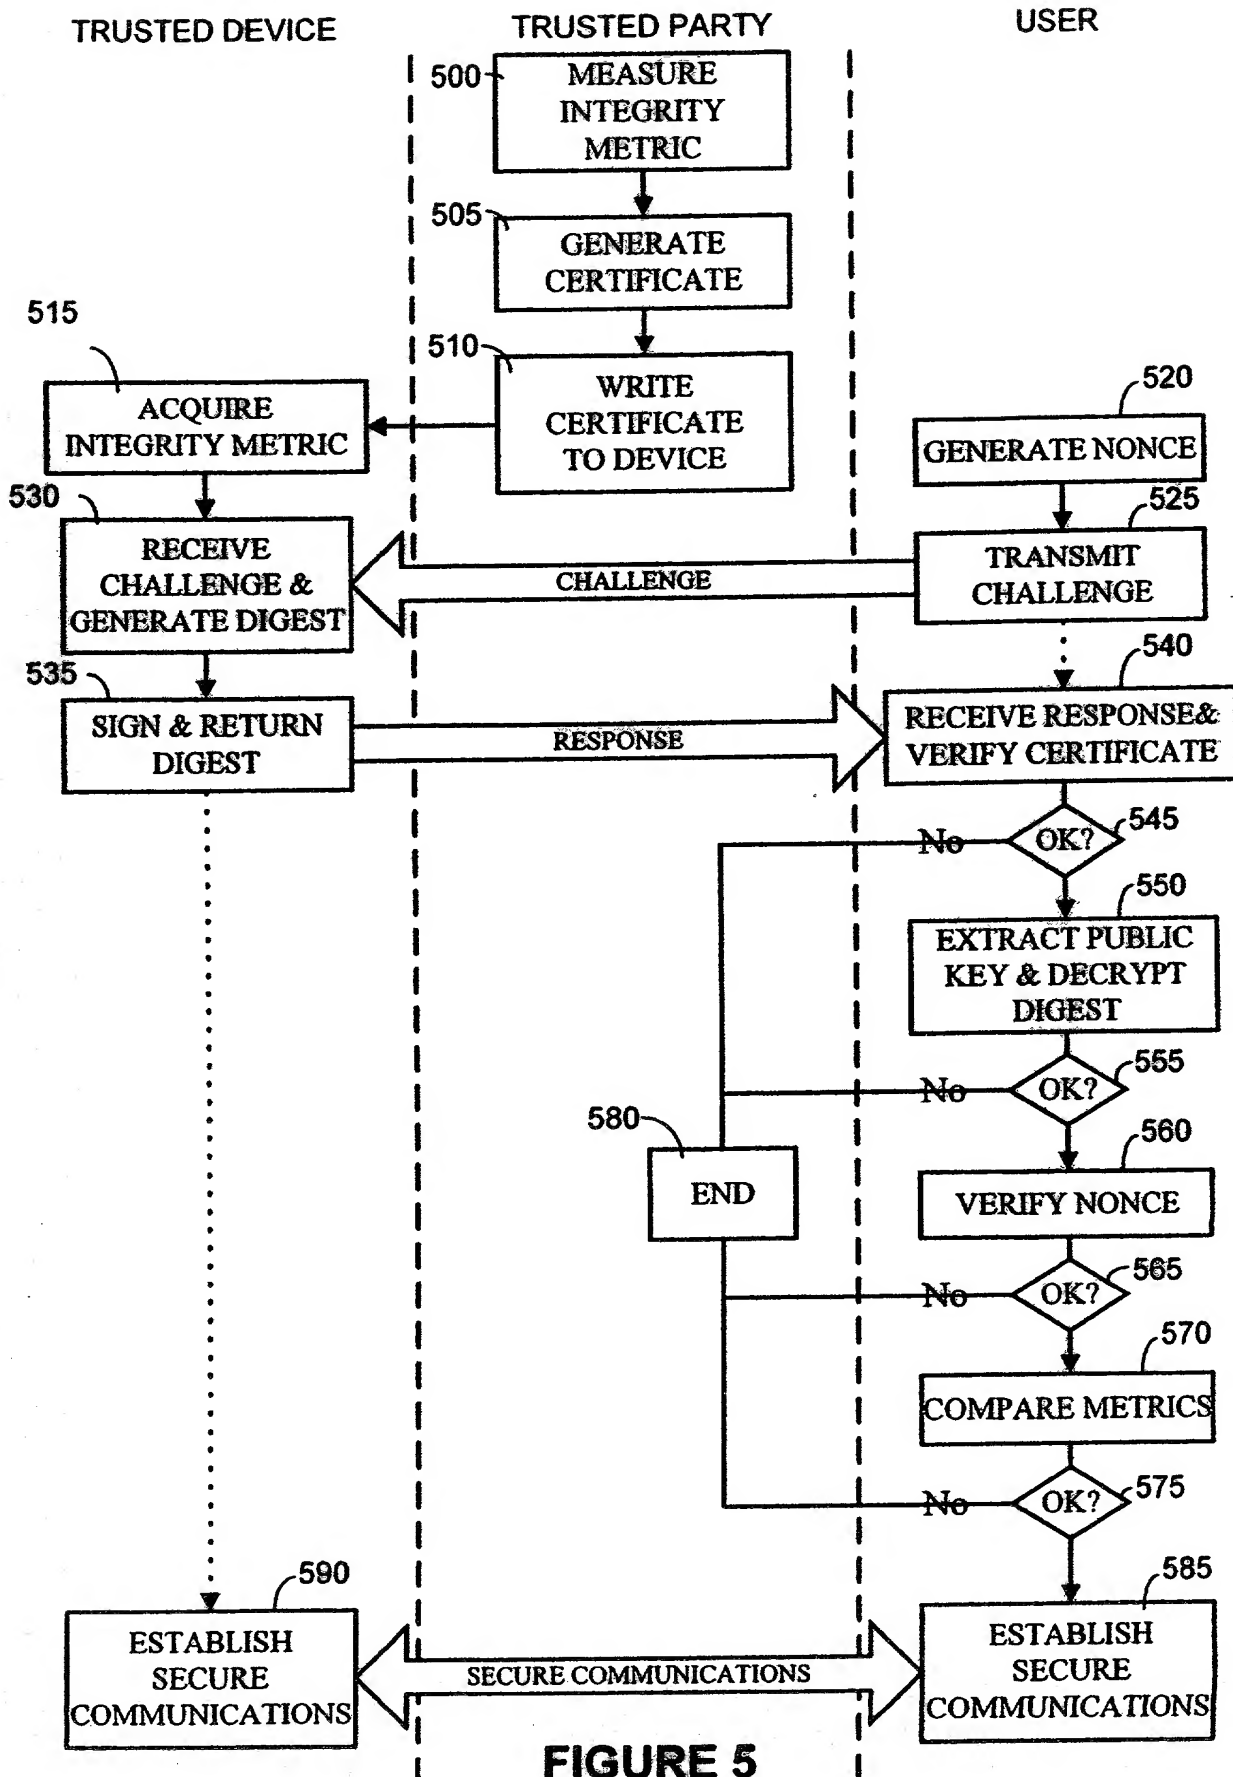 TRUSTED DEVICE
TRUSTED PARTY
USER
500
MEASURE
INTEGRITY
METRIC
505
GENERATE
CERTIFICATE
510
WRITE
CERTIFICATE
TO DEVICE
515
ACQUIRE
INTEGRITY METRIC
520
GENERATE NONCE
525
TRANSMIT
CHALLENGE
CHALLENGE
530
RECEIVE
CHALLENGE &
GENERATE DIGEST
535
SIGN & RETURN
DIGEST
RESPONSE
540
RECEIVE RESPONSE&
VERIFY CERTIFICATE
545
OK?
No
550
EXTRACT PUBLIC
KEY & DECRYPT
DIGEST
555
OK?
No
580
END
560
VERIFY NONCE
565
OK?
No
570
COMPARE METRICS
575
OK?
No
590
ESTABLISH
SECURE
COMMUNICATIONS
SECURE COMMUNICATIONS
585
ESTABLISH
SECURE
COMMUNICATIONS
FIGURE 5